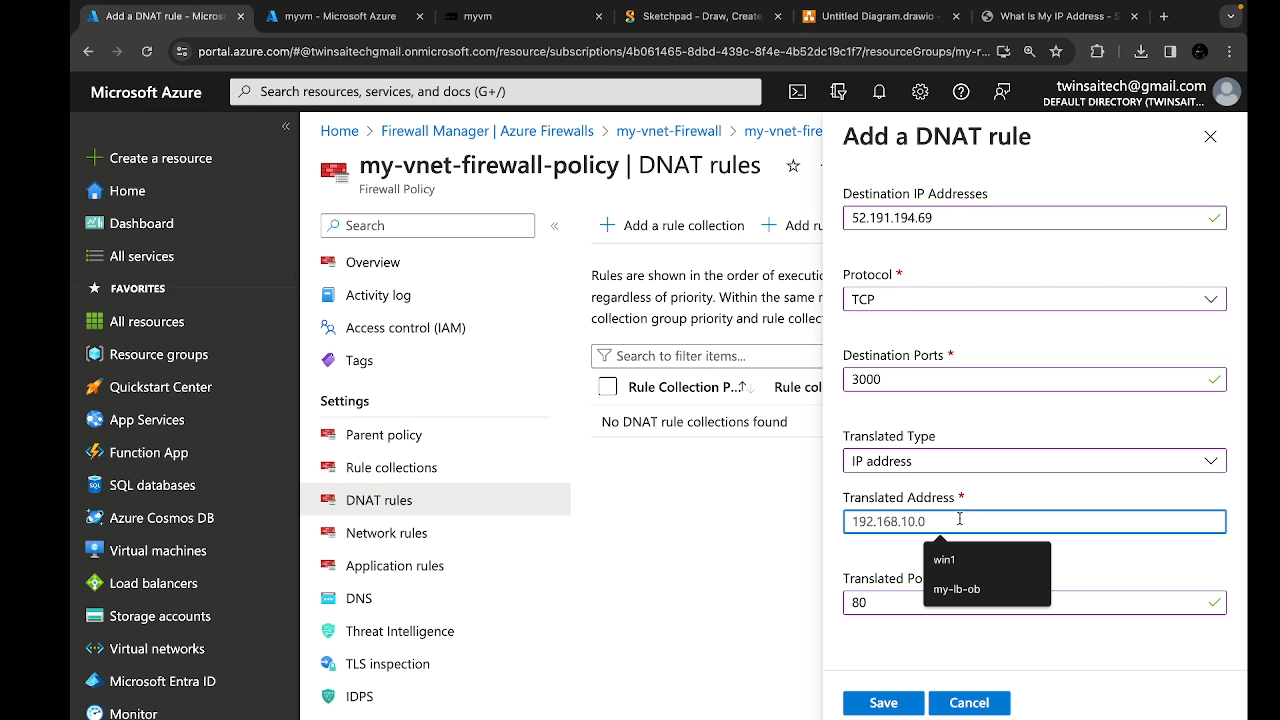 Add a DNAT rule - Micros
myvm - Microsoft Azure
myvm
Sketchpad - Draw, Create
Untitled Diagram.drawio -
What Is My IP Address - S
portal.azure.com/#@twinsaitechgmail.onmicrosoft.com/resource/subscriptions/4b061465-8dbd-439c-8f4e-4b52dc19c1f7/resourceGroups/my-r...
Microsoft Azure
Search resources, services, and docs (G+/)
twinsaitech@gmail.com
DEFAULT DIRECTORY (TWINSAIT...
Create a resource
Home
Dashboard
All services
FAVORITES
All resources
Resource groups
Quickstart Center
App Services
Function App
SQL databases
Azure Cosmos DB
Virtual machines
Load balancers
Storage accounts
Virtual networks
Microsoft Entra ID
Monitor
Home > Firewall Manager | Azure Firewalls > my-vnet-Firewall > my-vnet-fire
my-vnet-firewall-policy | DNAT rules
Firewall Policy
Search
Overview
Activity log
Access control (IAM)
Tags
Settings
Parent policy
Rule collections
DNAT rules
Network rules
Application rules
DNS
Threat Intelligence
TLS inspection
IDPS
Add a rule collection
Add ru
Rules are shown in the order of executio
regardless of priority. Within the same r
collection group priority and rule collec
Search to filter items...
Rule Collection P...
Rule col
No DNAT rule collections found
Add a DNAT rule
Destination IP Addresses
52.191.194.69
Protocol *
TCP
Destination Ports *
3000
Translated Type
IP address
Translated Address *
192.168.10.0
win1
my-lb-ob
Translated Po
80
Save
Cancel